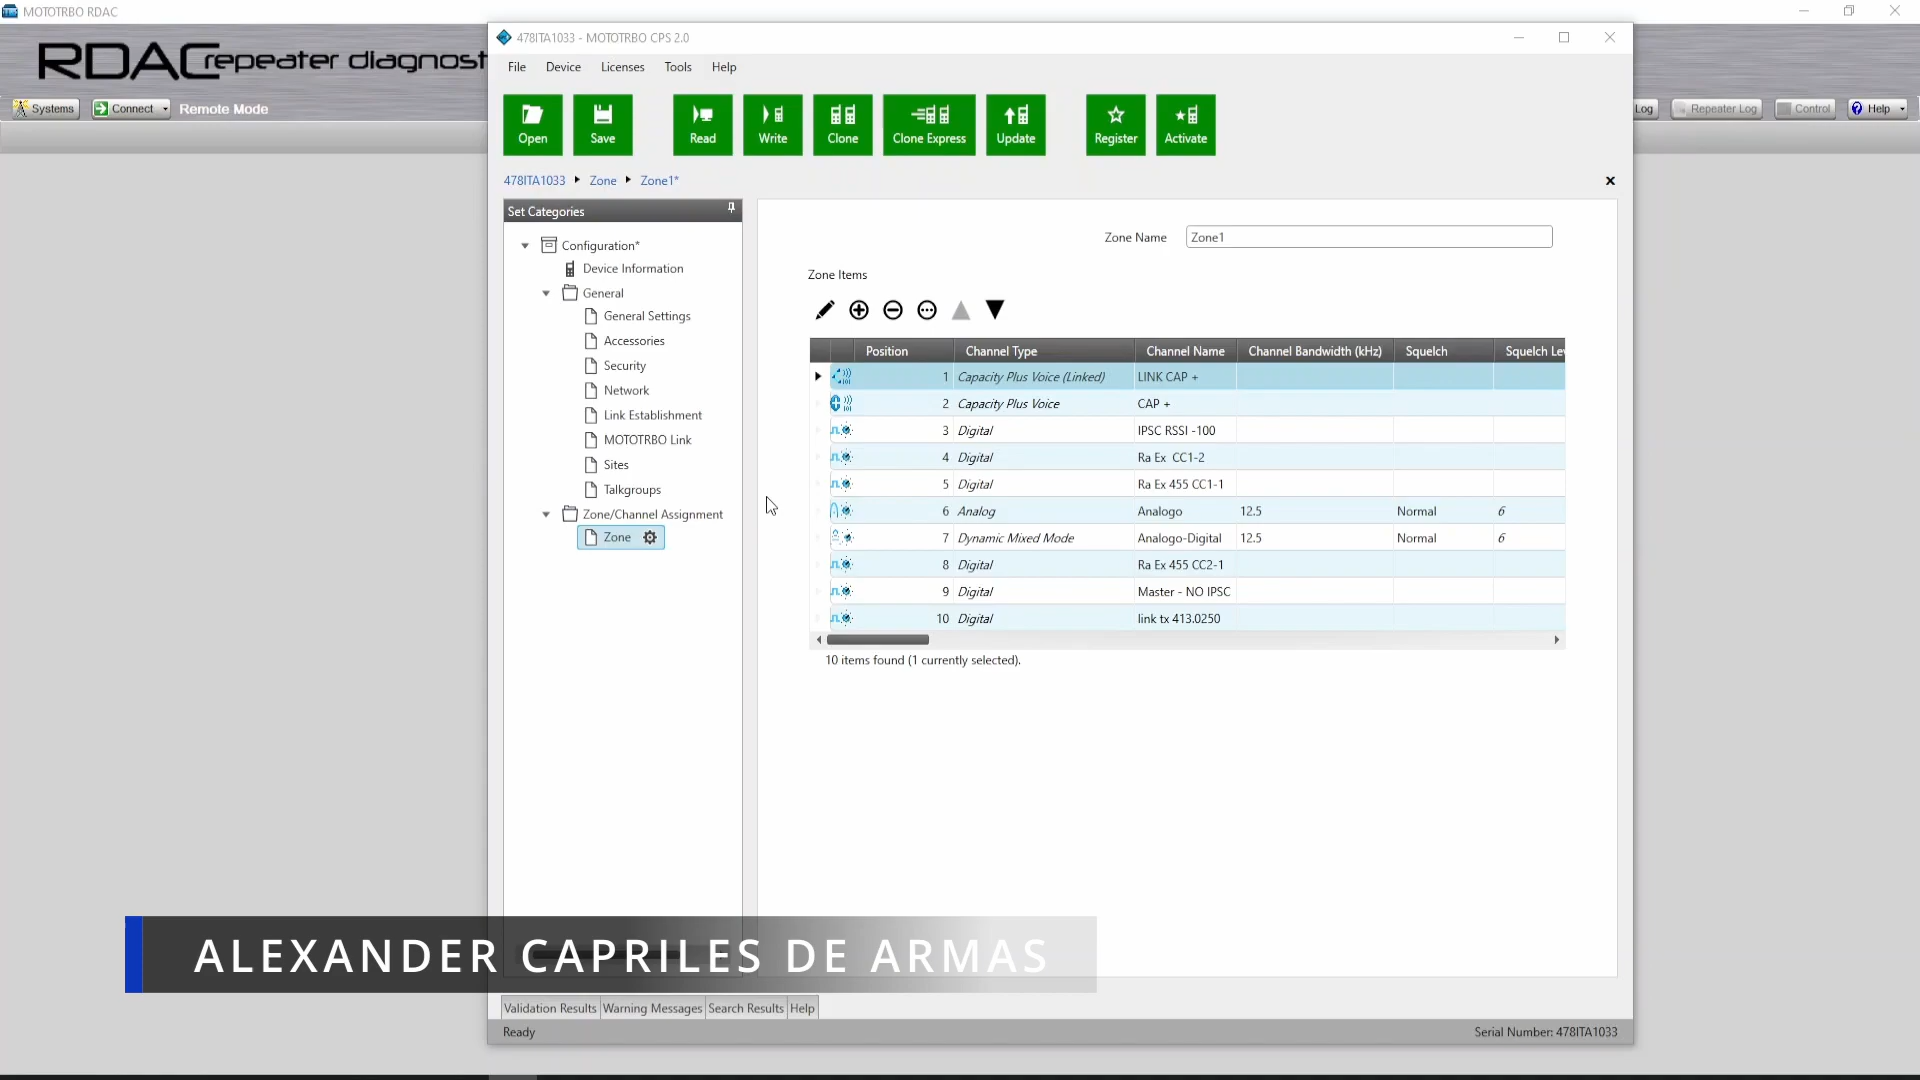 MOTOTRBO RDAC
RDAC repeater diagnost
Systems Connect Remote Mode
Log Repeater Log Control Help
478ITA1033 - MOTOTRBO CPS 2.0
File Device Licenses Tools Help
Open Save Read Write Clone Clone Express Update Register Activate
478ITA1033 Zone Zone1*
Set Categories
Configuration*
Device Information
General
General Settings
Accessories
Security
Network
Link Establishment
MOTOTRBO Link
Sites
Talkgroups
Zone/Channel Assignment
Zone
Zone Name Zone1
Zone Items
Position Channel Type Channel Name Channel Bandwidth (kHz) Squelch Squelch Lev
1 Capacity Plus Voice (Linked) LINK CAP +
2 Capacity Plus Voice CAP +
3 Digital IPSC RSSI -100
4 Digital Ra Ex CC1-2
5 Digital Ra Ex 455 CC1-1
6 Analog Analogo 12.5 Normal 6
7 Dynamic Mixed Mode Analogo-Digital 12.5 Normal 6
8 Digital Ra Ex 455 CC2-1
9 Digital Master - NO IPSC
10 Digital link tx 413.0250
10 items found (1 currently selected).
ALEXANDER CAPRILES DE ARMAS
Validation Results Warning Messages Search Results Help
Ready Serial Number: 478ITA1033